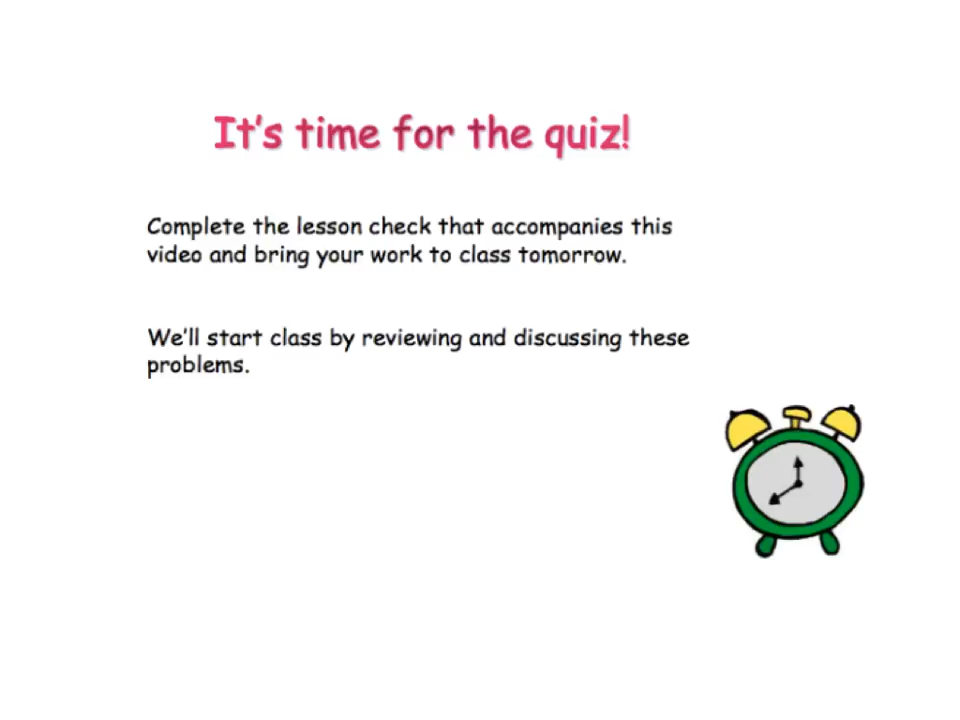 It's time for the quiz!
Complete the lesson check that accompanies this
video and bring your work to class tomorrow.
We'll start class by reviewing and discussing these
problems.